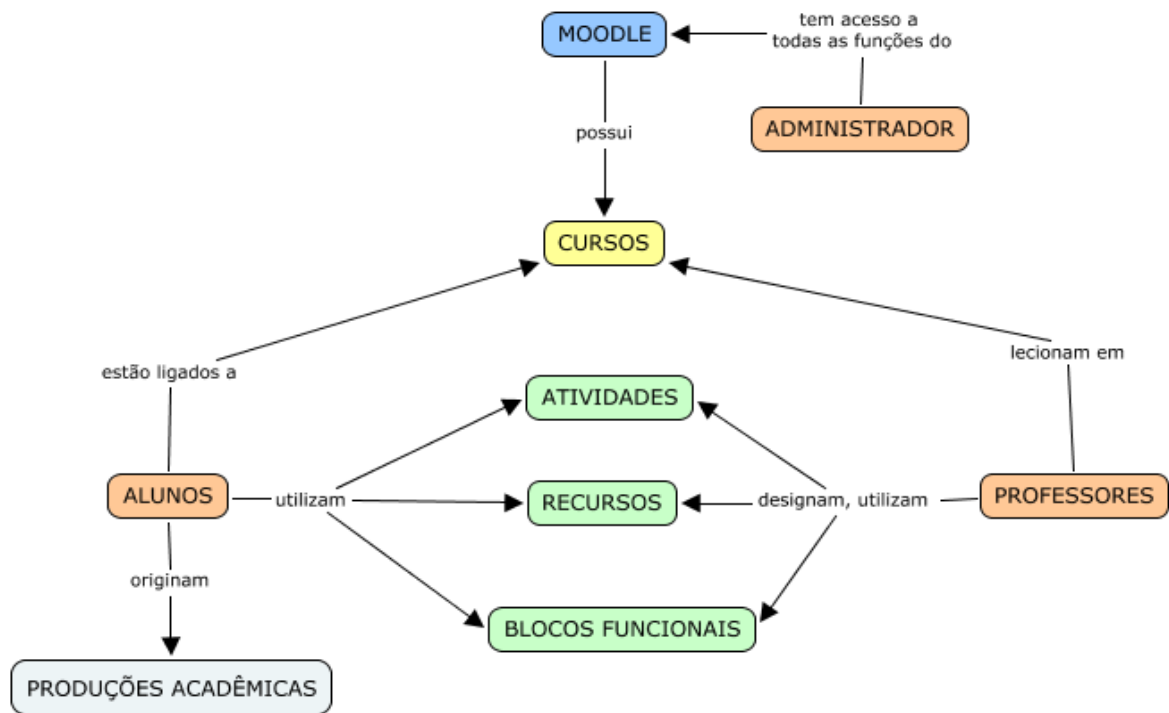 MOODLE
tem acesso a
todas as funções do
ADMINISTRADOR
possui
CURSOS
estão ligados a
lecionam em
ATIVIDADES
ALUNOS
utilizam
RECURSOS
designam, utilizam
PROFESSORES
originam
BLOCOS FUNCIONAIS
PRODUÇÕES ACADÊMICAS